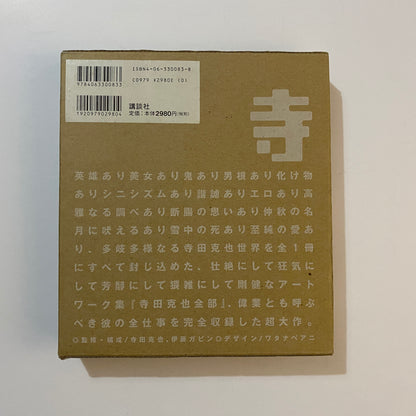 ISBN4-06-330083-8
C0979 ¥2980E (0)
9784063300833
講談社
定価：本体2980円(税別)
1920979029804
寺
英雄あり美女あり鬼あり男根あり化け物
ありシニシズムあり諧謔ありエロあり高
雅なる調べあり断腸の思いあり仲秋の名
月に吠えるあり雪中の死あり至純の愛あ
り、多岐多様なる寺田克也世界を全1冊
にすべて封じ込めた、壮絶にして狂気に
して芳醇にして猥雑にして剛健なるアート
ワーク集『寺田克也全部』、偉業とも呼ぶ
べき彼の全仕事を完全収録した超大作。
◎監修・構成/寺田克也、伊藤ガビン◎デザイン/ワタナベアニ